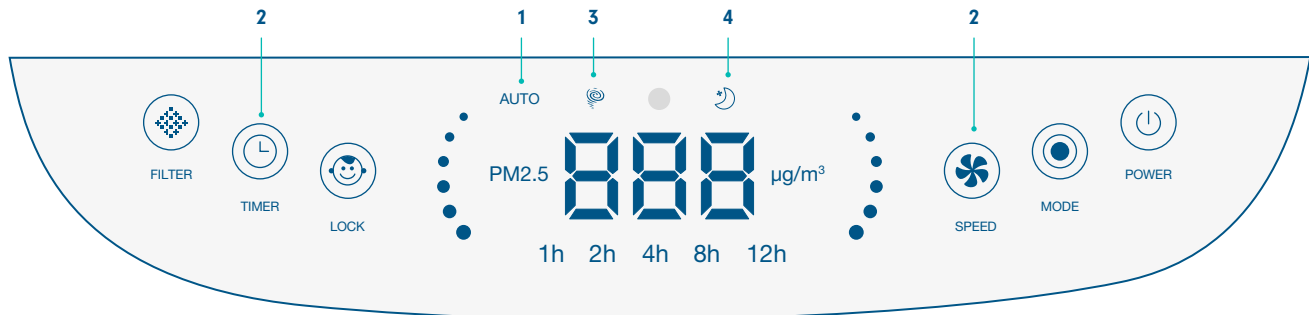 2 1 3 4 2
AUTO
PM2.5 888 µg/m³
FILTER TIMER LOCK SPEED MODE POWER
1h 2h 4h 8h 12h